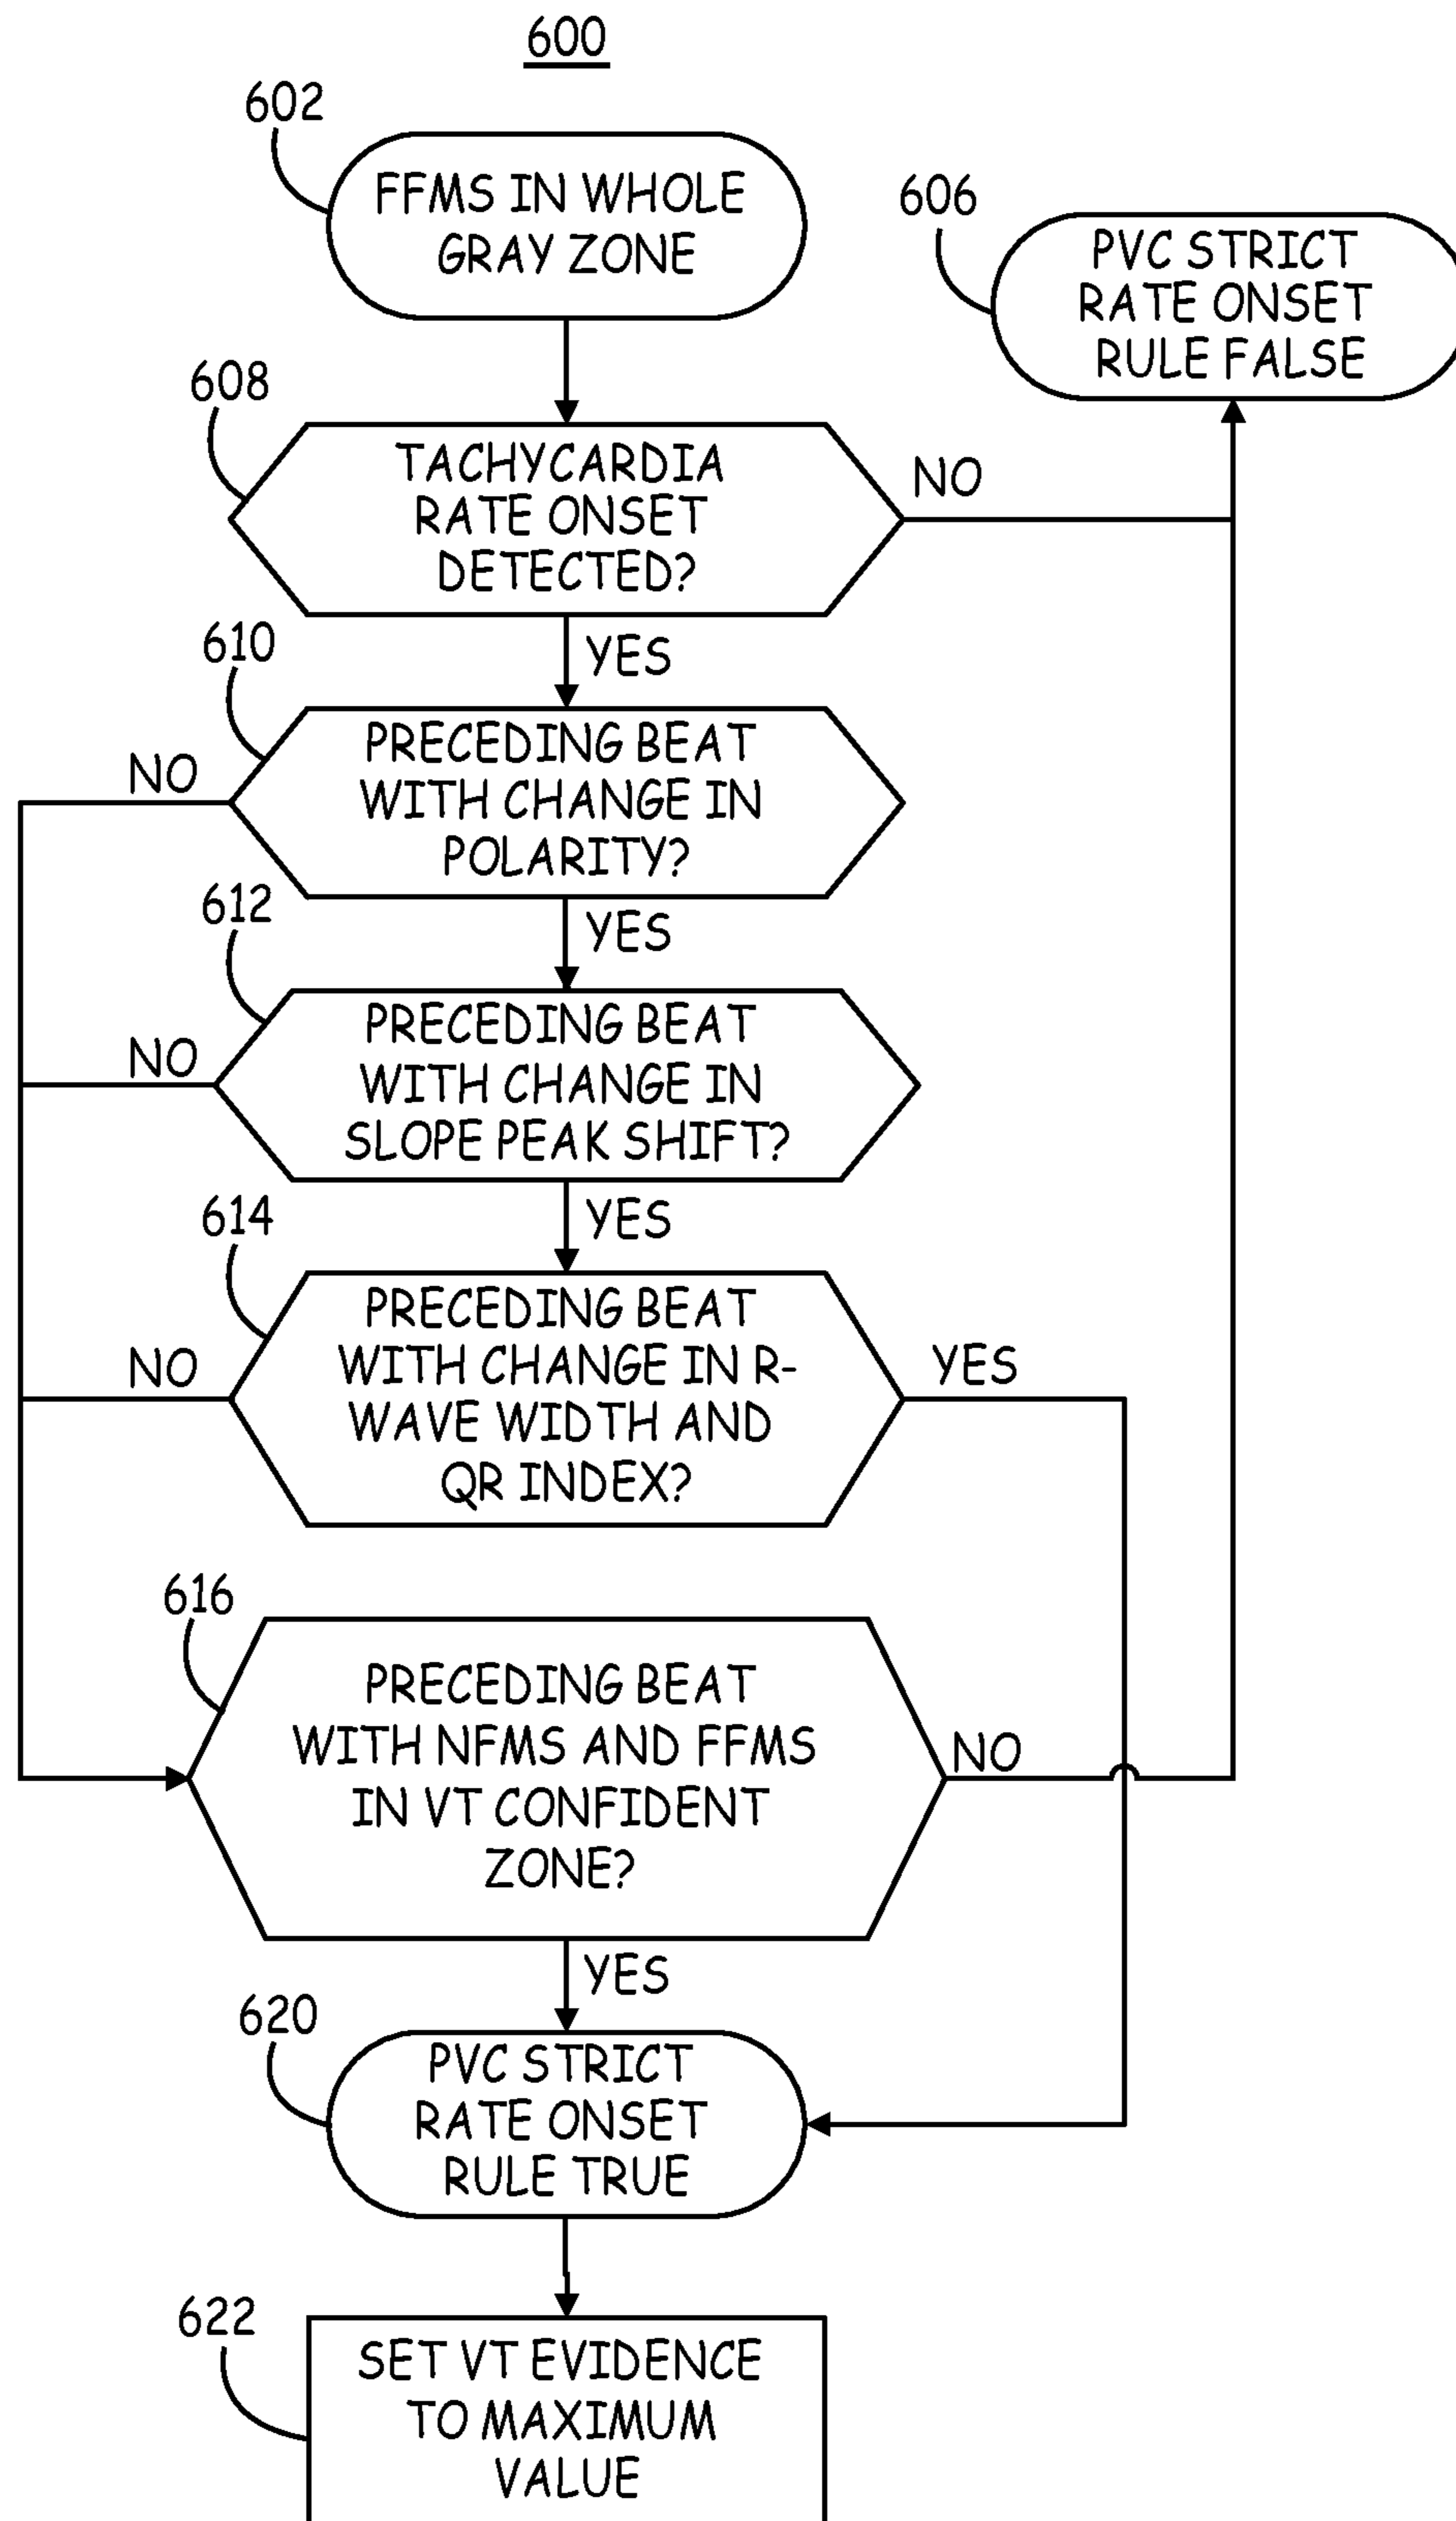 600
602
FFMS IN WHOLE
GRAY ZONE
606
PVC STRICT
RATE ONSET
RULE FALSE
608
TACHYCARDIA
RATE ONSET
DETECTED?
NO
YES
610
PRECEDING BEAT
WITH CHANGE IN
POLARITY?
NO
YES
612
PRECEDING BEAT
WITH CHANGE IN
SLOPE PEAK SHIFT?
NO
YES
614
PRECEDING BEAT
WITH CHANGE IN R-
WAVE WIDTH AND
QR INDEX?
NO
YES
616
PRECEDING BEAT
WITH NFMS AND FFMS
IN VT CONFIDENT
ZONE?
NO
YES
620
PVC STRICT
RATE ONSET
RULE TRUE
622
SET VT EVIDENCE
TO MAXIMUM
VALUE